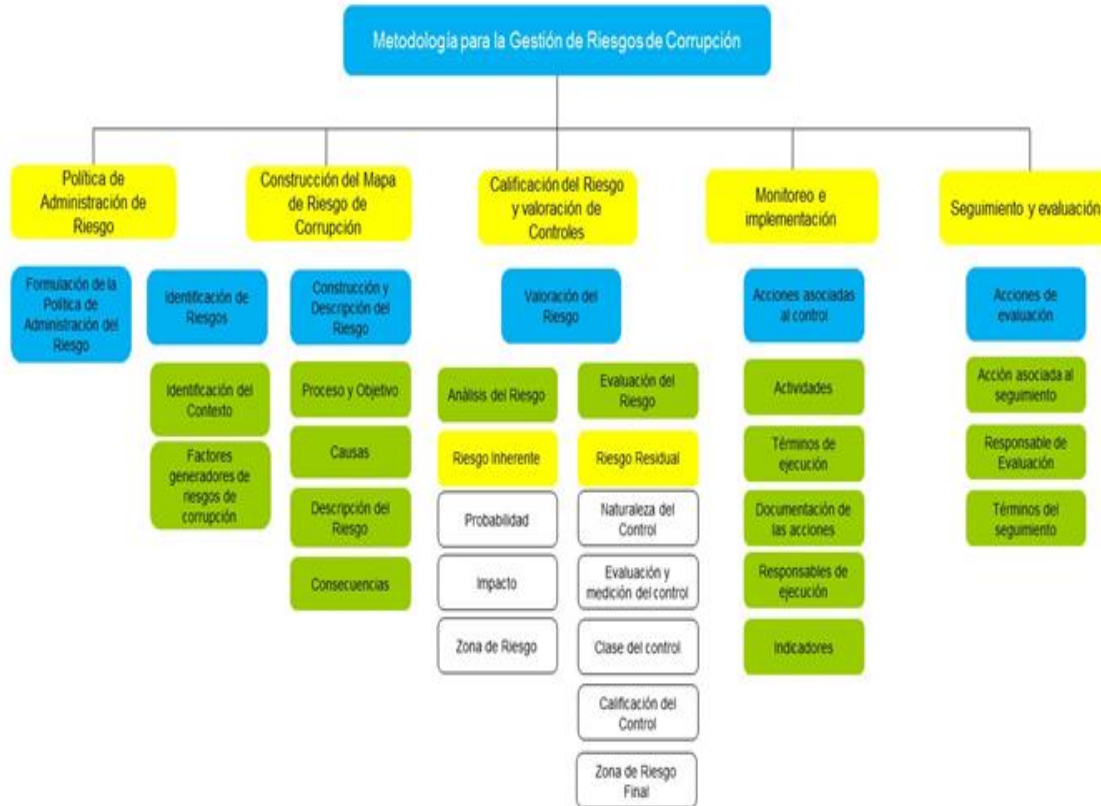 Metodología para la Gestión de Riesgos de Corrupción
Política de
Administración de
Riesgo
Construcción del Mapa
de Riesgo de
Corrupción
Calificación del Riesgo
y valoración de
Controles
Monitoreo e
implementación
Seguimiento y evaluación
Formulación de la
Política de
Administración del
Riesgo
Identificación de
Riesgos
Construcción y
Descripción del
Riesgo
Valoración del
Riesgo
Acciones asociadas
al control
Acciones de
evaluación
Identificación del
Contexto
Factores
generadores de
riesgos de
corrupción
Proceso y Objetivo
Causas
Descripción del
Riesgo
Consecuencias
Análisis del Riesgo
Riesgo Inherente
Probabilidad
Impacto
Zona de Riesgo
Evaluación del
Riesgo
Riesgo Residual
Naturaleza del
Control
Evaluación y
medición del control
Clase del control
Calificación del
Control
Zona de Riesgo
Final
Actividades
Términos de
ejecución
Documentación de
las acciones
Responsables de
ejecución
Indicadores
Acción asociada al
seguimiento
Responsable de
Evaluación
Términos del
seguimiento